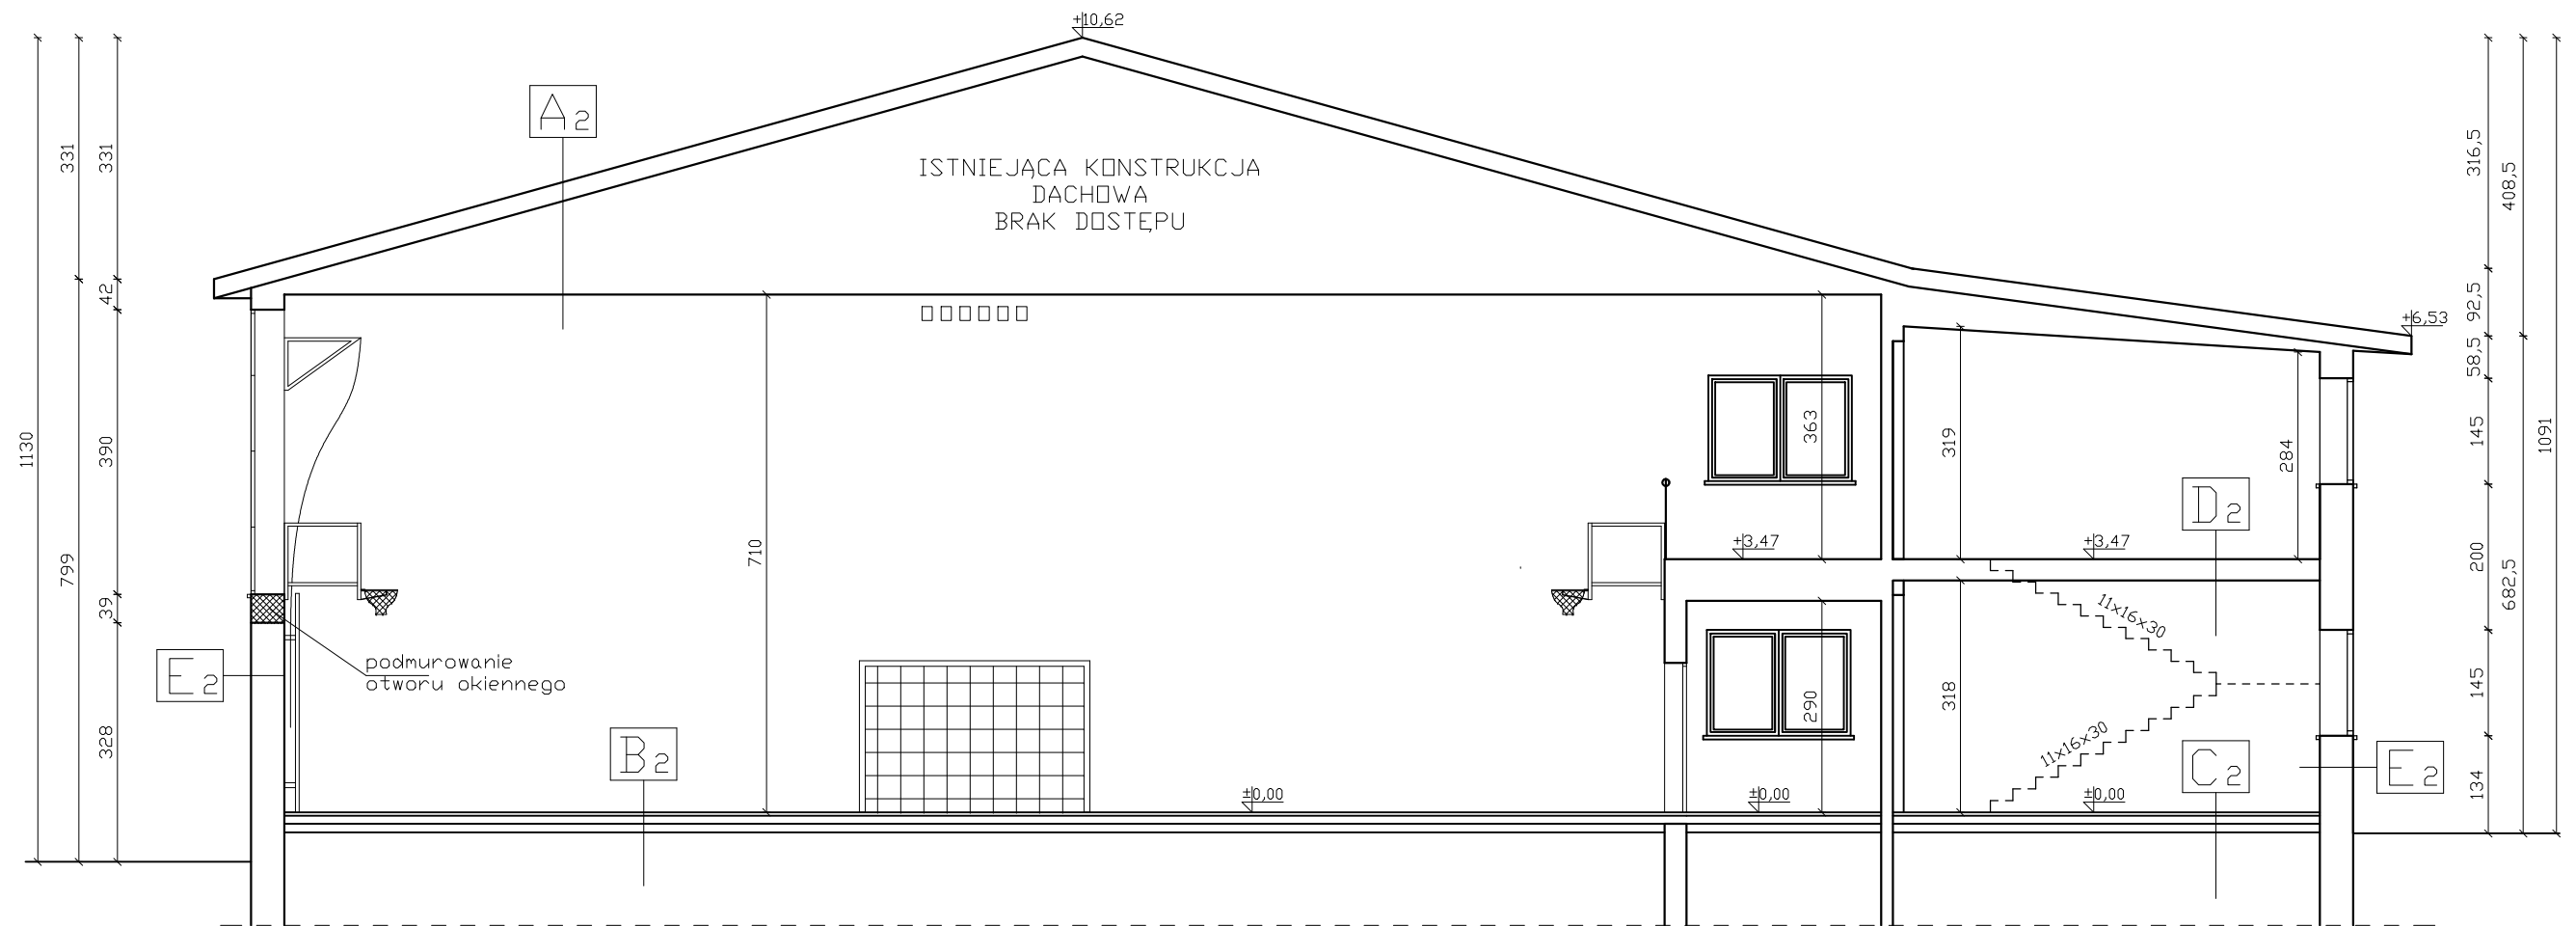 +10,62
A2
ISTNIEJĄCA KONSTRUKCJA
DACHOWA
BRAK DOSTĘPU
331
331
42
390
1130
799
39
328
316,5
408,5
92,5
+6,53
58,5
145
1091
200
682,5
145
134
710
363
319
284
D2
+3,47
+3,47
11x16x30
podmurowanie
otworu okiennego
E2
290
318
11x16x30
B2
C2
E2
±0,00
±0,00
±0,00